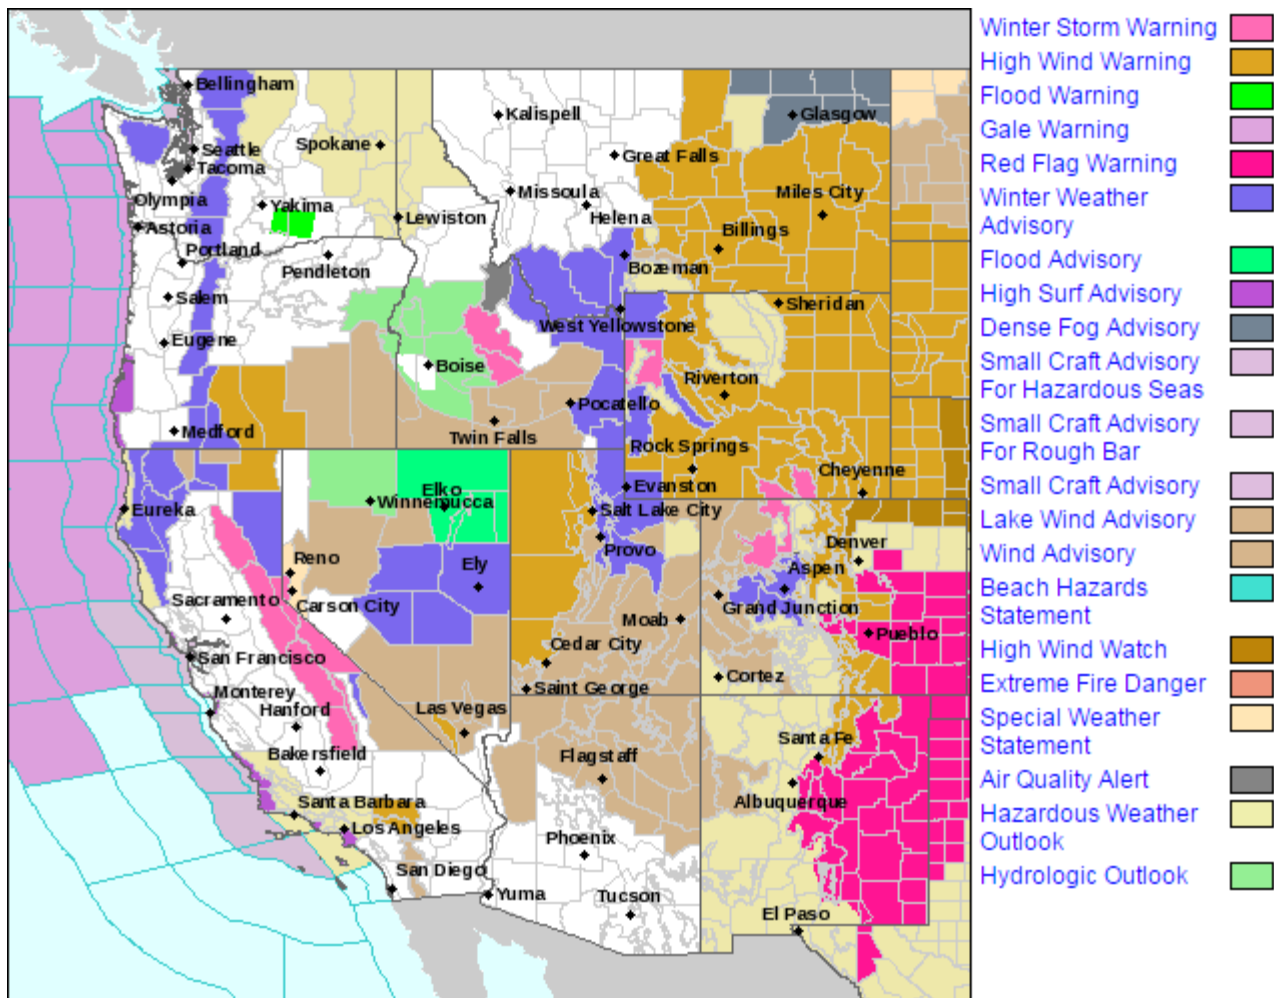 Bellingham
Kalispell
Glasgow
Seattle
Spokane
Great Falls
Tacoma
Missoula
Miles City
Olympia
Yakima
Helena
Lewiston
Astoria
Billings
Portland
Pendleton
Bozeman
Salem
Sheridan
West Yellowstone
Eugene
Boise
Riverton
Pocatello
Medford
Twin Falls
Rock Springs
Cheyenne
Elko
Evanston
Winnemucca
Eureka
Salt Lake City
Provo
Denver
Reno
Ely
Aspen
Sacramento
Carson City
Grand Junction
Moab
Pueblo
Cedar City
San Francisco
Cortez
Saint George
Monterey
Hanford
Las Vegas
Santa Fe
Bakersfield
Flagstaff
Albuquerque
Santa Barbara
Los Angeles
Phoenix
San Diego
Yuma
Tucson
El Paso
Winter Storm Warning
High Wind Warning
Flood Warning
Gale Warning
Red Flag Warning
Winter Weather
Advisory
Flood Advisory
High Surf Advisory
Dense Fog Advisory
Small Craft Advisory
For Hazardous Seas
Small Craft Advisory
For Rough Bar
Small Craft Advisory
Lake Wind Advisory
Wind Advisory
Beach Hazards
Statement
High Wind Watch
Extreme Fire Danger
Special Weather
Statement
Air Quality Alert
Hazardous Weather
Outlook
Hydrologic Outlook